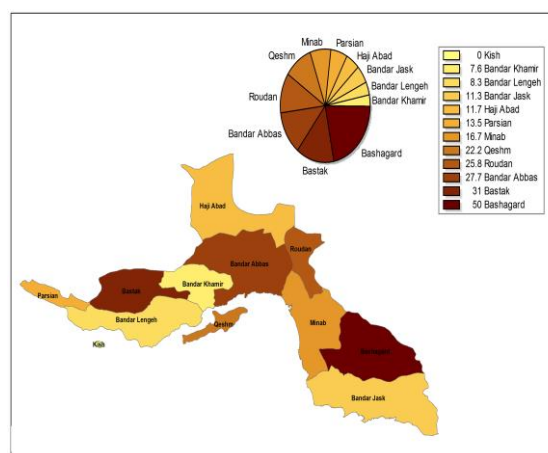 Minab
Parsian
Qeshm
Haji Abad
Bandar Jask
Roudan
Bandar Lengeh
Bandar Khamir
Bandar Abbas
Bashagard
Bastak
0 Kish
7.6 Bandar Khamir
8.3 Bandar Lengeh
11.3 Bandar Jask
11.7 Haji Abad
13.5 Parsian
16.7 Minab
22.2 Qeshm
25.8 Roudan
27.7 Bandar Abbas
31 Bastak
50 Bashagard
Haji Abad
Roudan
Bandar Abbas
Bastak
Bandar Khamir
Parsian
Bandar Lengeh
Qeshm
Minab
Kish
Bashagard
Bandar Jask